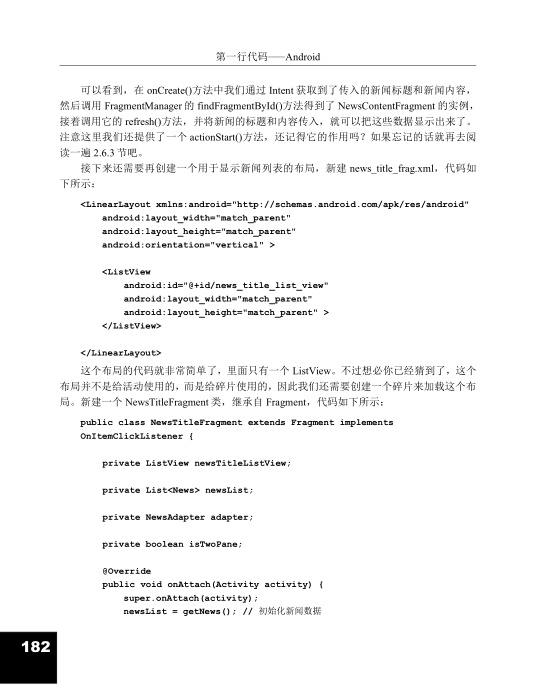 第一行代码——Android
可以看到，在 onCreate()方法中我们通过 Intent 获取到了传入的新闻标题和新闻内容，
然后调用 FragmentManager 的 findFragmentById()方法得到了 NewsContentFragment 的实例，
接着调用它的 refresh()方法，并将新闻的标题和内容传入，就可以把这些数据显示出来了。
注意这里我们还提供了一个 actionStart()方法，还记得它的作用吗？如果忘记的话就再去阅
读一遍 2.6.3 节吧。
接下来还需要再创建一个用于显示新闻列表的布局，新建 news_title_frag.xml，代码如
下所示：
<LinearLayout xmlns:android="http://schemas.android.com/apk/res/android"
android:layout_width="match_parent"
android:layout_height="match_parent"
android:orientation="vertical" >
<ListView
android:id="@+id/news_title_list_view"
android:layout_width="match_parent"
android:layout_height="match_parent" >
</ListView>
</LinearLayout>
这个布局的代码就非常简单了，里面只有一个 ListView。不过想必你已经猜到了，这个
布局并不是给活动使用的，而是给碎片使用的，因此我们还需要创建一个碎片来加载这个布
局。新建一个 NewsTitleFragment 类，继承自 Fragment，代码如下所示：
public class NewsTitleFragment extends Fragment implements
OnItemClickListener {
private ListView newsTitleListView;
private List<News> newsList;
private NewsAdapter adapter;
private boolean isTwoPane;
@Override
public void onAttach(Activity activity) {
super.onAttach(activity);
newsList = getNews(); // 初始化新闻数据
182